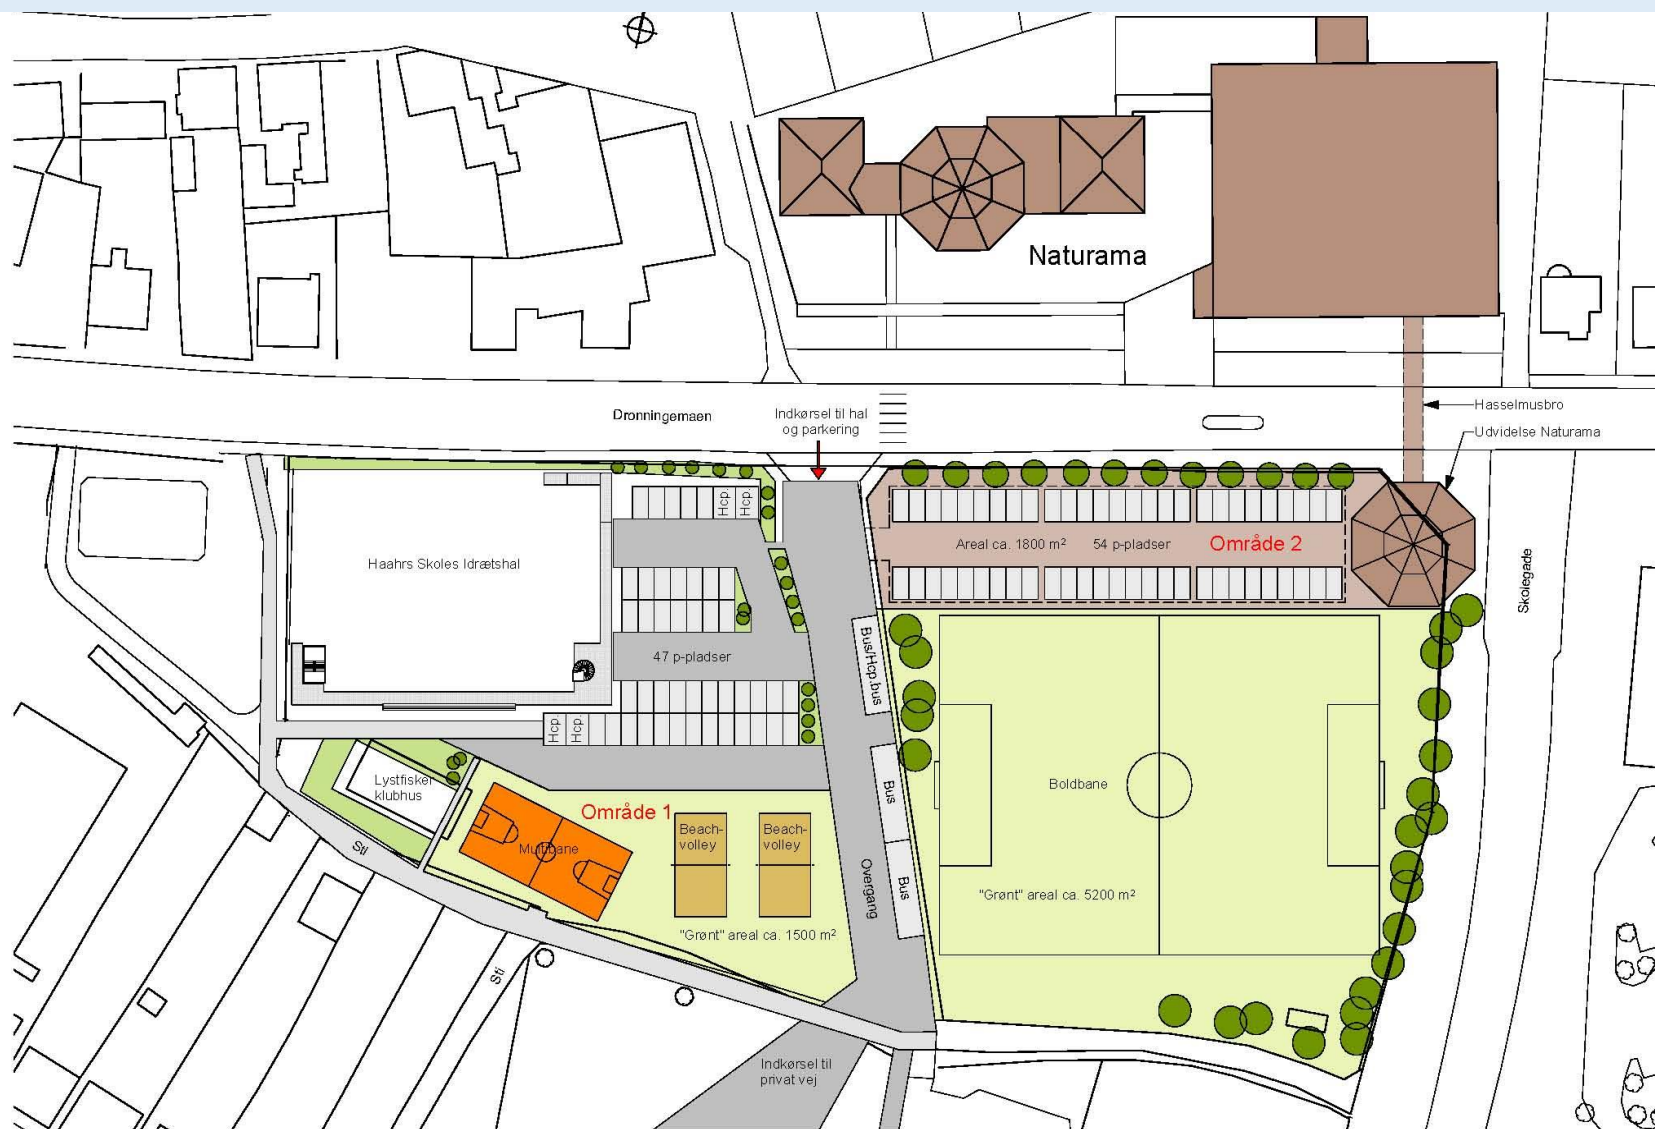 Naturama
Dronningemaen
Indkørsel til hal
og parkering
Hasselmusbro
Udvidelse Naturama
Hcp.
Hcp.
Haahrs Skoles Idrætshal
Areal ca. 1800 m²
54 p-pladser
Område 2
Skolegade
47 p-pladser
Bus/Hcp.bus
Hcp.
Hcp.
Lystfisker
klubhus
Område 1
Bus
Boldbane
Multibane
Beach-
volley
Beach-
volley
Sti
Overgang
Bus
"Grønt" areal ca. 5200 m²
"Grønt" areal ca. 1500 m²
Sti
Indkørsel til
privat vej